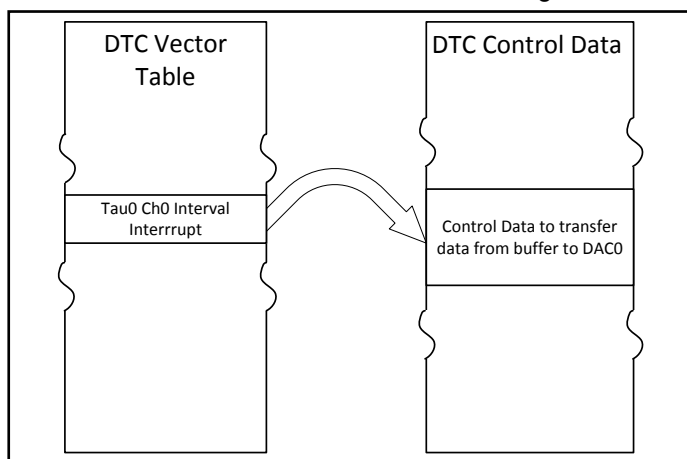 DTC Vector
Table
DTC Control Data
Tau0 Ch0 Interval
Interrrupt
Control Data to transfer
data from buffer to DAC0